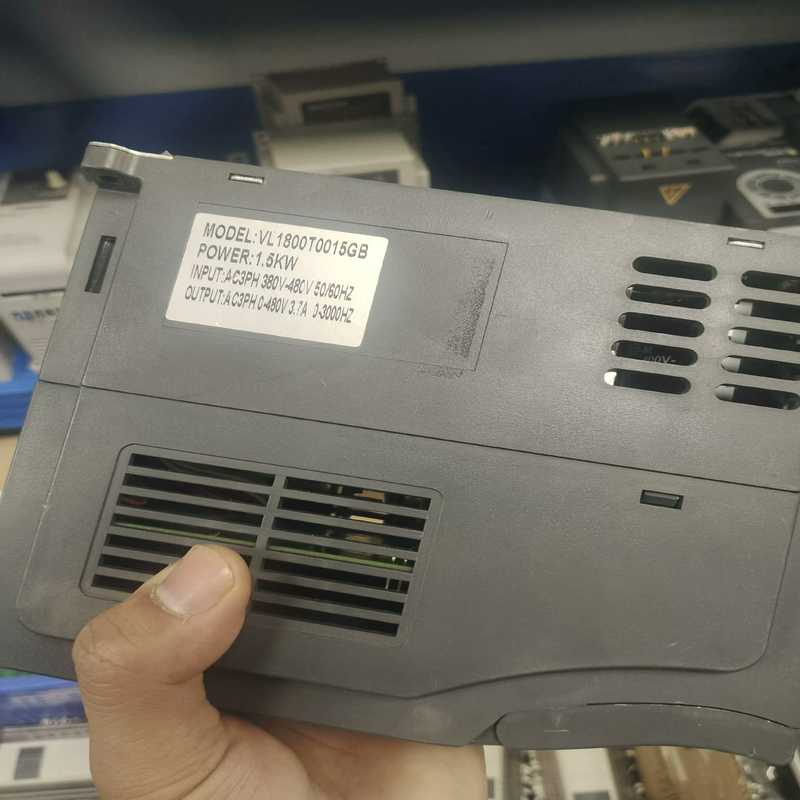 MODEL:VL1800T0015GB
POWER:1.5KW
INPUT:AC3PH 380V-480V 50/60HZ
OUTPUT:AC3PH 0-480V 3.7A 0-3000HZ